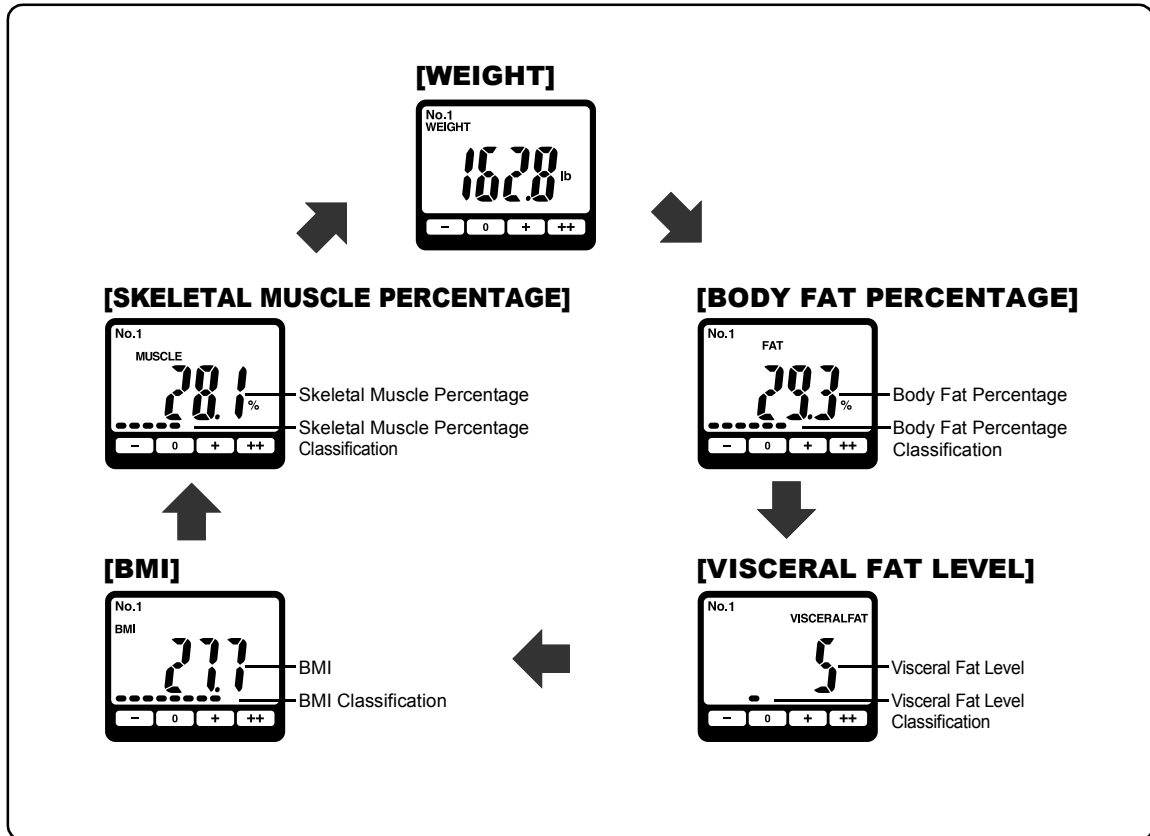 [WEIGHT]
No.1
WEIGHT
162.8 lb
- 0 + ++
[SKELETAL MUSCLE PERCENTAGE]
No.1
MUSCLE
28.1 %
- 0 + ++
Skeletal Muscle Percentage
Skeletal Muscle Percentage
Classification
[BODY FAT PERCENTAGE]
No.1
FAT
29.3 %
- 0 + ++
Body Fat Percentage
Body Fat Percentage
Classification
[BMI]
No.1
BMI
27.7
- 0 + ++
BMI
BMI Classification
[VISCERAL FAT LEVEL]
No.1
VISCERALFAT
5
- 0 + ++
Visceral Fat Level
Visceral Fat Level
Classification